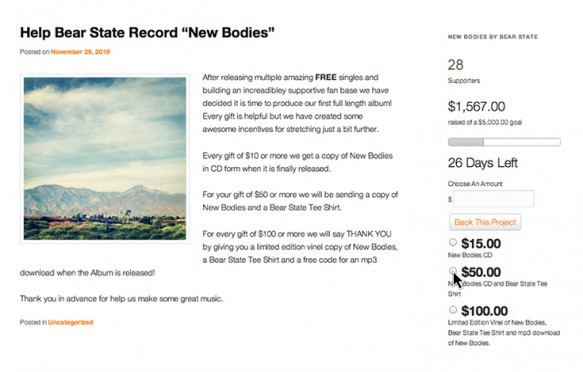 Help Bear State Record “New Bodies”
Posted on November 29, 2010
After releasing multiple amazing FREE singles and
building an increadibley supportive fan base we have
decided it is time to produce our first full length album!
Every gift is helpful but we have created some
awesome incentives for stretching just a bit further.
Every gift of $10 or more we get a copy of New Bodies
in CD form when it is finally released.
For your gift of $50 or more we will be sending a copy of
New Bodies and a Bear State Tee Shirt.
For every gift of $100 or more we will say THANK YOU
by giving you a limited edition vinel copy of New Bodies,
a Bear State Tee Shirt and a free code for an mp3
download when the Album is released!
Thank you in advance for help us make some great music.
Posted in Uncategorized
NEW BODIES BY BEAR STATE
28
Supporters
$1,567.00
raised of a $5,000.00 goal
26 Days Left
Choose An Amount
$
Back This Project
$15.00
New Bodies CD
$50.00
New Bodies CD and Bear State Tee
Shirt
$100.00
Limited Edition Vinel of New Bodies,
Bear State Tee Shirt and mp3 download
of New Bodies.